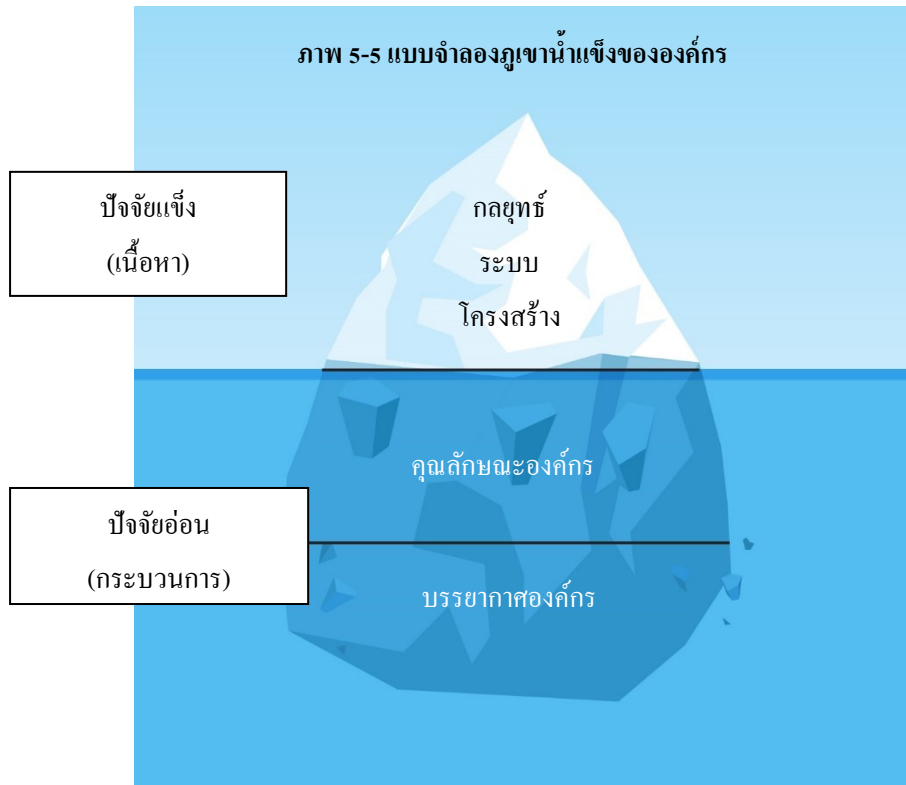 ภาพ 5-5 แบบจำลองภูเขาน้ำแข็งขององค์กร
ปัจจัยแข็ง
(เนื้อหา)
กลยุทธ์
ระบบ
โครงสร้าง
คุณลักษณะองค์กร
ปัจจัยอ่อน
(กระบวนการ)
บรรยากาศองค์กร